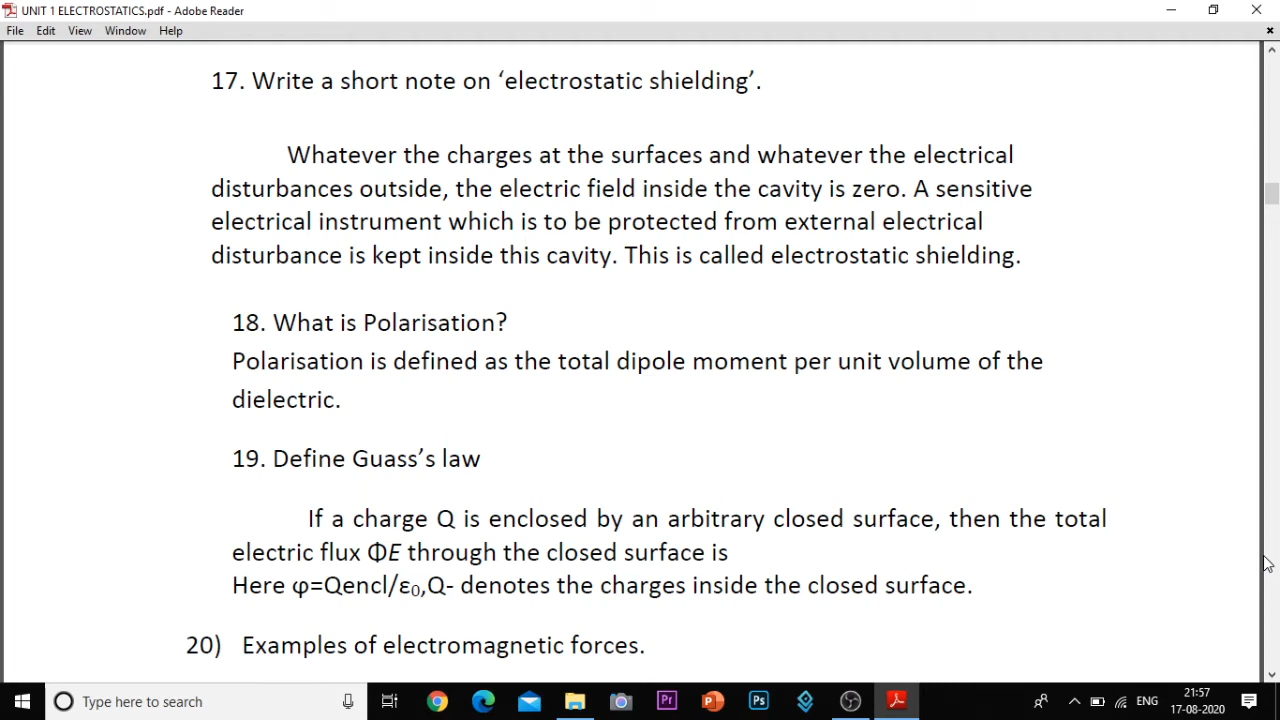 UNIT 1 ELECTROSTATICS.pdf - Adobe Reader
File Edit View Window Help
17. Write a short note on ‘electrostatic shielding’.
Whatever the charges at the surfaces and whatever the electrical
disturbances outside, the electric field inside the cavity is zero. A sensitive
electrical instrument which is to be protected from external electrical
disturbance is kept inside this cavity. This is called electrostatic shielding.
18. What is Polarisation?
Polarisation is defined as the total dipole moment per unit volume of the
dielectric.
19. Define Guass’s law
If a charge Q is enclosed by an arbitrary closed surface, then the total
electric flux ΦE through the closed surface is
Here φ=Qencl/ε₀,Q- denotes the charges inside the closed surface.
20) Examples of electromagnetic forces.
Type here to search
Pr
P
Ps
ENG
21:57
17-08-2020